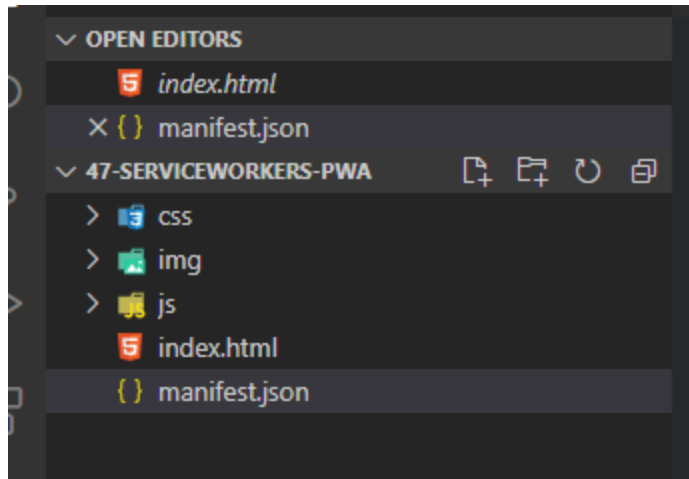 OPEN EDITORS
index.html
manifest.json
47-SERVICEWORKERS-PWA
css
img
js
index.html
manifest.json